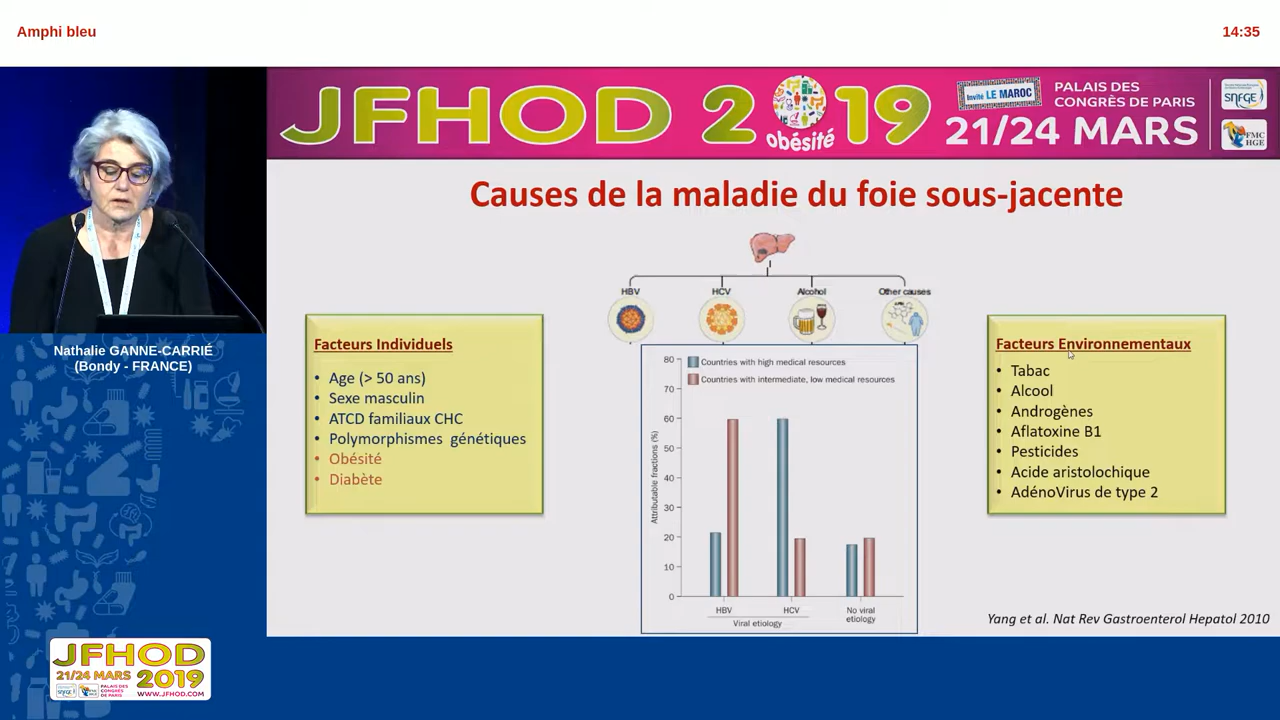 Amphi bleu
14:35
JFHOD 2019
obésité
Invité LE MAROC
PALAIS DES
CONGRÈS DE PARIS
21/24 MARS
SNFGE
FMC
HGE
Causes de la maladie du foie sous-jacente
HBV
HCV
Alcohol
Other causes
Facteurs Individuels
• Age (> 50 ans)
• Sexe masculin
• ATCD familiaux CHC
• Polymorphismes génétiques
• Obésité
• Diabète
Countries with high medical resources
Countries with intermediate, low medical resources
Attributable fractions (%)
80
70
60
50
40
30
20
10
0
HBV
HCV
No viral
etiology
Viral etiology
Facteurs Environnementaux
• Tabac
• Alcool
• Androgènes
• Aflatoxine B1
• Pesticides
• Acide aristolochique
• AdénoVirus de type 2
Yang et al. Nat Rev Gastroenterol Hepatol 2010
Nathalie GANNE-CARRIÉ
(Bondy - FRANCE)
JFHOD
21/24 MARS 2019
PALAIS DES
CONGRÈS
DE PARIS
WWW.JFHOD.COM